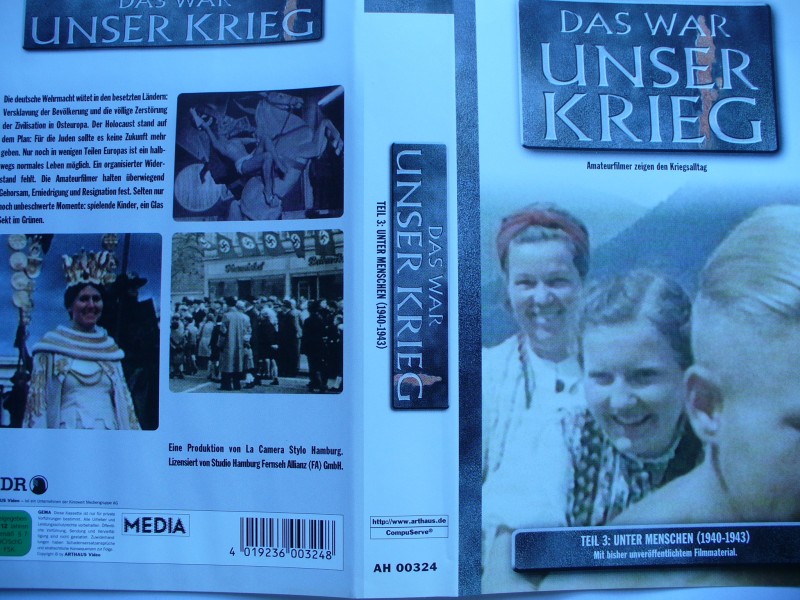 DAS WAR
UNSER KRIEG
Die deutsche Wehrmacht wütet in den besetzten Ländern:
Versklavung der Bevölkerung und die völlige Zerstörung
der Zivilisation in Osteuropa. Der Holocaust stand auf
dem Plan: Für die Juden sollte es keine Zukunft mehr
geben. Nur noch in wenigen Teilen Europas ist ein halb-
wegs normales Leben möglich. Ein organisierter Wider-
stand fehlt. Die Amateurfilmer halten überwiegend
Gehorsam, Erniedrigung und Resignation fest. Selten nur
noch unbeschwerte Momente: spielende Kinder, ein Glas
Sekt im Grünen.
Eine Produktion von La Camera Stylo Hamburg.
Lizensiert von Studio Hamburg Fernseh Allianz (FA) GmbH.
DR
MEDIA
4 019236 003248
DAS WAR
UNSER KRIEG
TEIL 3: UNTER MENSCHEN (1940-1943)
http://www.arthaus.de
CompuServe®
AH 00324
DAS WAR
UNSER
KRIEG
Amateurfilmer zeigen den Kriegsalltag
TEIL 3: UNTER MENSCHEN (1940-1943)
Mit bisher unveröffentlichtem Filmmaterial.